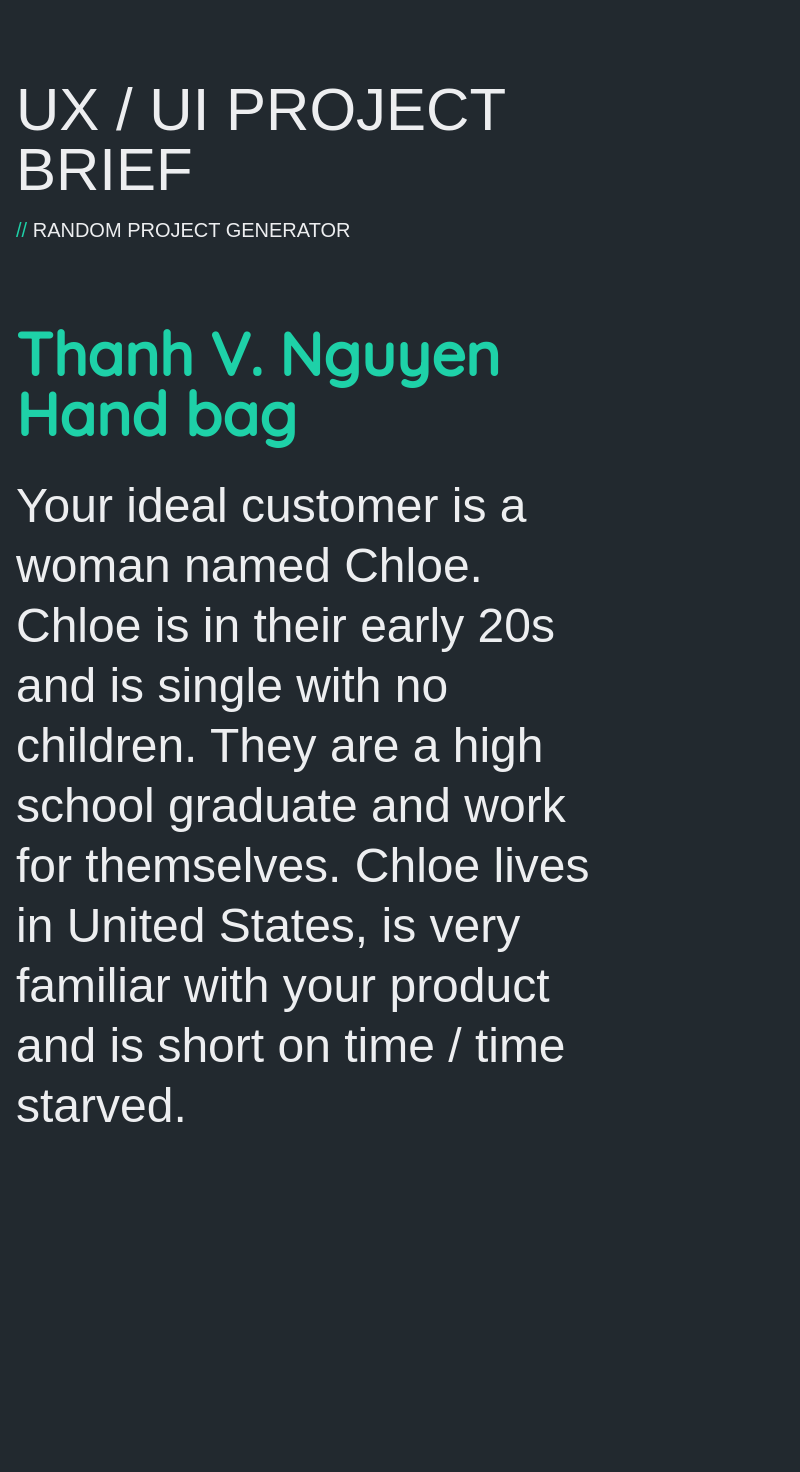 UX / UI PROJECT
BRIEF
// RANDOM PROJECT GENERATOR
Thanh V. Nguyen
Hand bag
Your ideal customer is a
woman named Chloe.
Chloe is in their early 20s
and is single with no
children. They are a high
school graduate and work
for themselves. Chloe lives
in United States, is very
familiar with your product
and is short on time / time
starved.